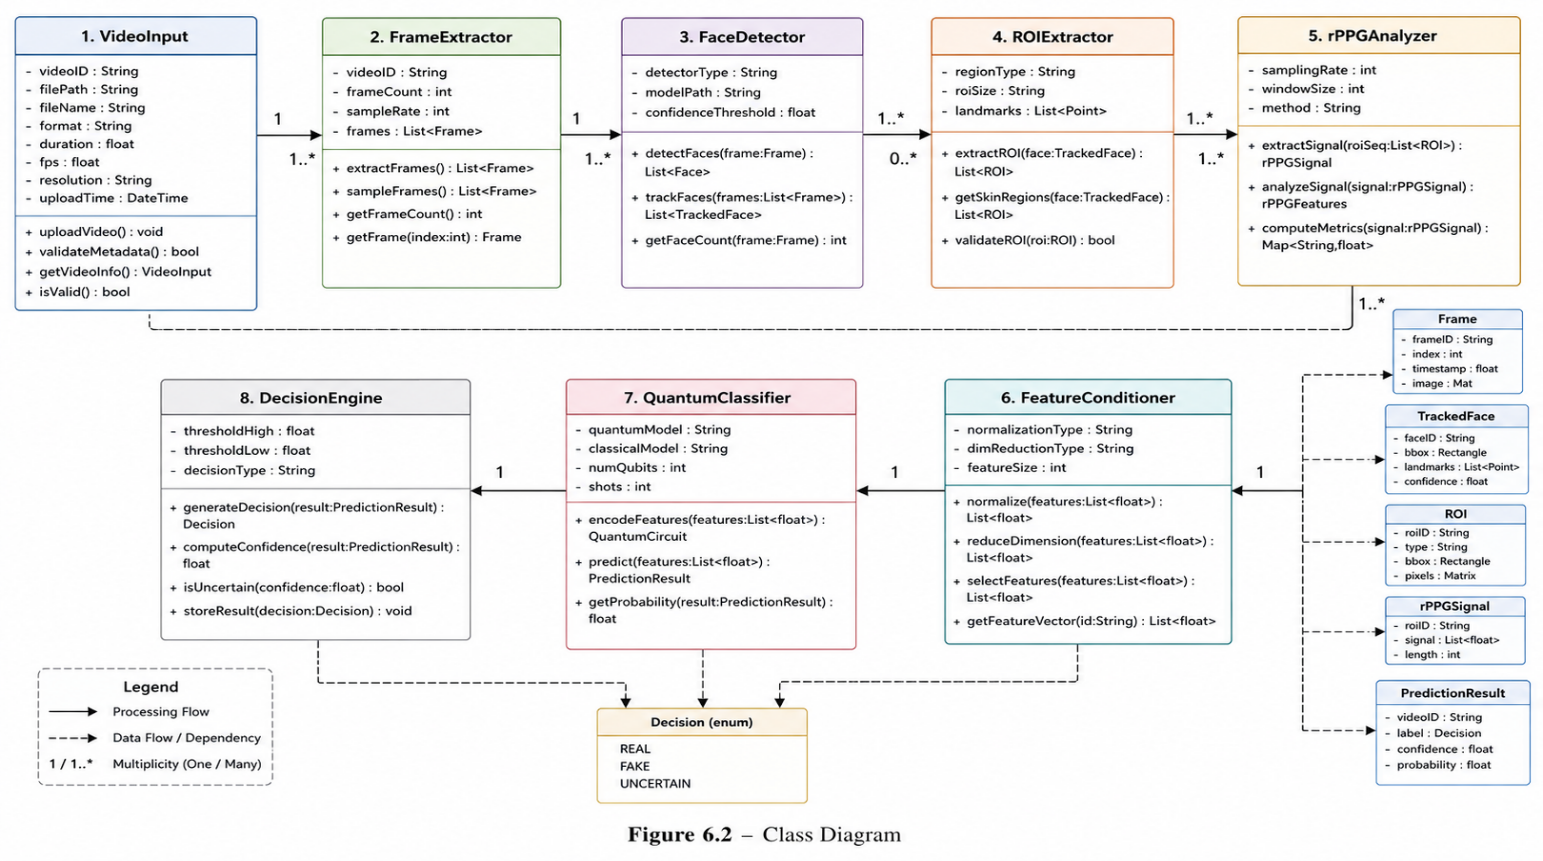 1. VideoInput
- videoID : String
- filePath : String
- fileName : String
- format : String
- duration : float
- fps : float
- resolution : String
- uploadTime : DateTime
+ uploadVideo() : void
+ validateMetadata() : bool
+ getVideoInfo() : VideoInput
+ isValid() : bool
1
1..*
2. FrameExtractor
- videoID : String
- frameCount : int
- sampleRate : int
- frames : List<Frame>
+ extractFrames() : List<Frame>
+ sampleFrames() : List<Frame>
+ getFrameCount() : int
+ getFrame(index:int) : Frame
1
1..*
3. FaceDetector
- detectorType : String
- modelPath : String
- confidenceThreshold : float
+ detectFaces(frame:Frame) :
List<Face>
+ trackFaces(frames:List<Frame>) :
List<TrackedFace>
+ getFaceCount(frame:Frame) : int
1..*
0..*
4. ROIExtractor
- regionType : String
- roiSize : String
- landmarks : List<Point>
+ extractROI(face:TrackedFace) :
List<ROI>
+ getSkinRegions(face:TrackedFace) :
List<ROI>
+ validateROI(roi:ROI) : bool
1..*
1..*
5. rPPGAnalyzer
- samplingRate : int
- windowSize : int
- method : String
+ extractSignal(roiSeq:List<ROI>) :
rPPGSignal
+ analyzeSignal(signal:rPPGSignal) :
rPPGFeatures
+ computeMetrics(signal:rPPGSignal) :
Map<String,float>
1..*
8. DecisionEngine
- thresholdHigh : float
- thresholdLow : float
- decisionType : String
+ generateDecision(result:PredictionResult) :
Decision
+ computeConfidence(result:PredictionResult) :
float
+ isUncertain(confidence:float) : bool
+ storeResult(decision:Decision) : void
1
7. QuantumClassifier
- quantumModel : String
- classicalModel : String
- numQubits : int
- shots : int
+ encodeFeatures(features:List<float>) :
QuantumCircuit
+ predict(features:List<float>) :
PredictionResult
+ getProbability(result:PredictionResult) :
float
1
6. FeatureConditioner
- normalizationType : String
- dimReductionType : String
- featureSize : int
+ normalize(features:List<float>) :
List<float>
+ reduceDimension(features:List<float>) :
List<float>
+ selectFeatures(features:List<float>) :
List<float>
+ getFeatureVector(id:String) : List<float>
1
Frame
- frameID : String
- index : int
- timestamp : float
- image : Mat
TrackedFace
- faceID : String
- bbox : Rectangle
- landmarks : List<Point>
- confidence : float
ROI
- roiID : String
- type : String
- bbox : Rectangle
- pixels : Matrix
rPPGSignal
- roiID : String
- signal : List<float>
- length : int
PredictionResult
- videoID : String
- label : Decision
- confidence : float
- probability : float
Legend
Processing Flow
Data Flow / Dependency
1 / 1..* Multiplicity (One / Many)
Decision (enum)
REAL
FAKE
UNCERTAIN
Figure 6.2 – Class Diagram